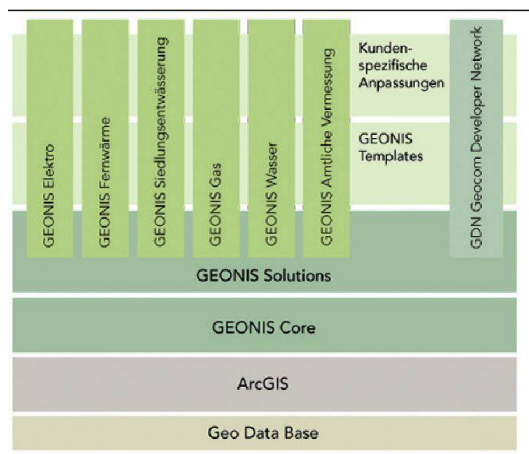 Kunden-
spezifische
Anpassungen
GEONIS
Templates
GEONIS Elektro
GEONIS Fernwärme
GEONIS Siedlungsentwässerung
GEONIS Gas
GEONIS Wasser
GEONIS Amtliche Vermessung
GDN Geocom Developer Network
GEONIS Solutions
GEONIS Core
ArcGIS
Geo Data Base